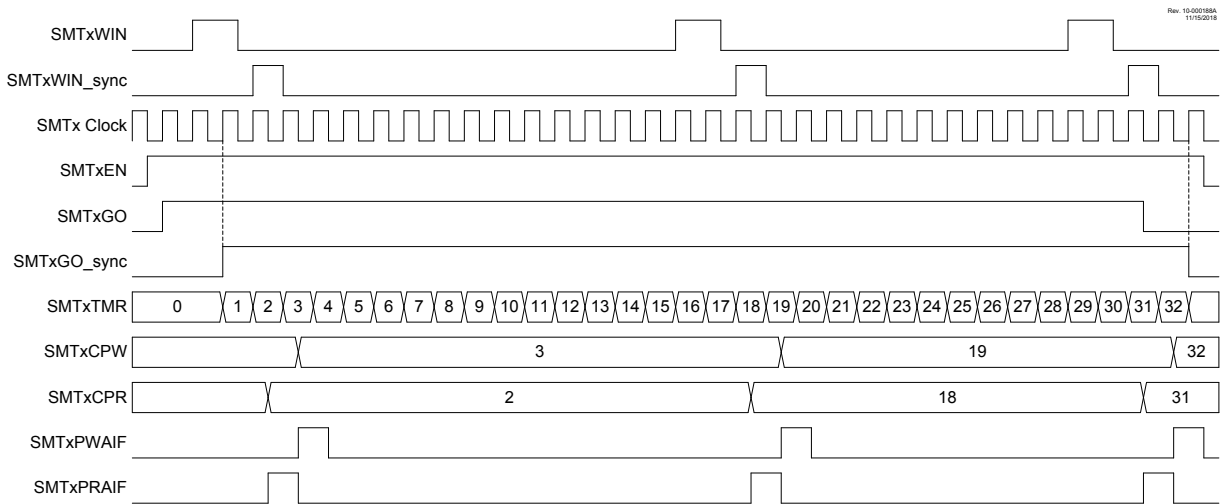 Rev. 10-000188A
11/15/2018
SMTxWIN
SMTxWIN_sync
SMTx Clock
SMTxEN
SMTxGO
SMTxGO_sync
SMTxTMR 0 1 2 3 4 5 6 7 8 9 10 11 12 13 14 15 16 17 18 19 20 21 22 23 24 25 26 27 28 29 30 31 32
SMTxCPW 3 19 32
SMTxCPR 2 18 31
SMTxPWAIF
SMTxPRAIF